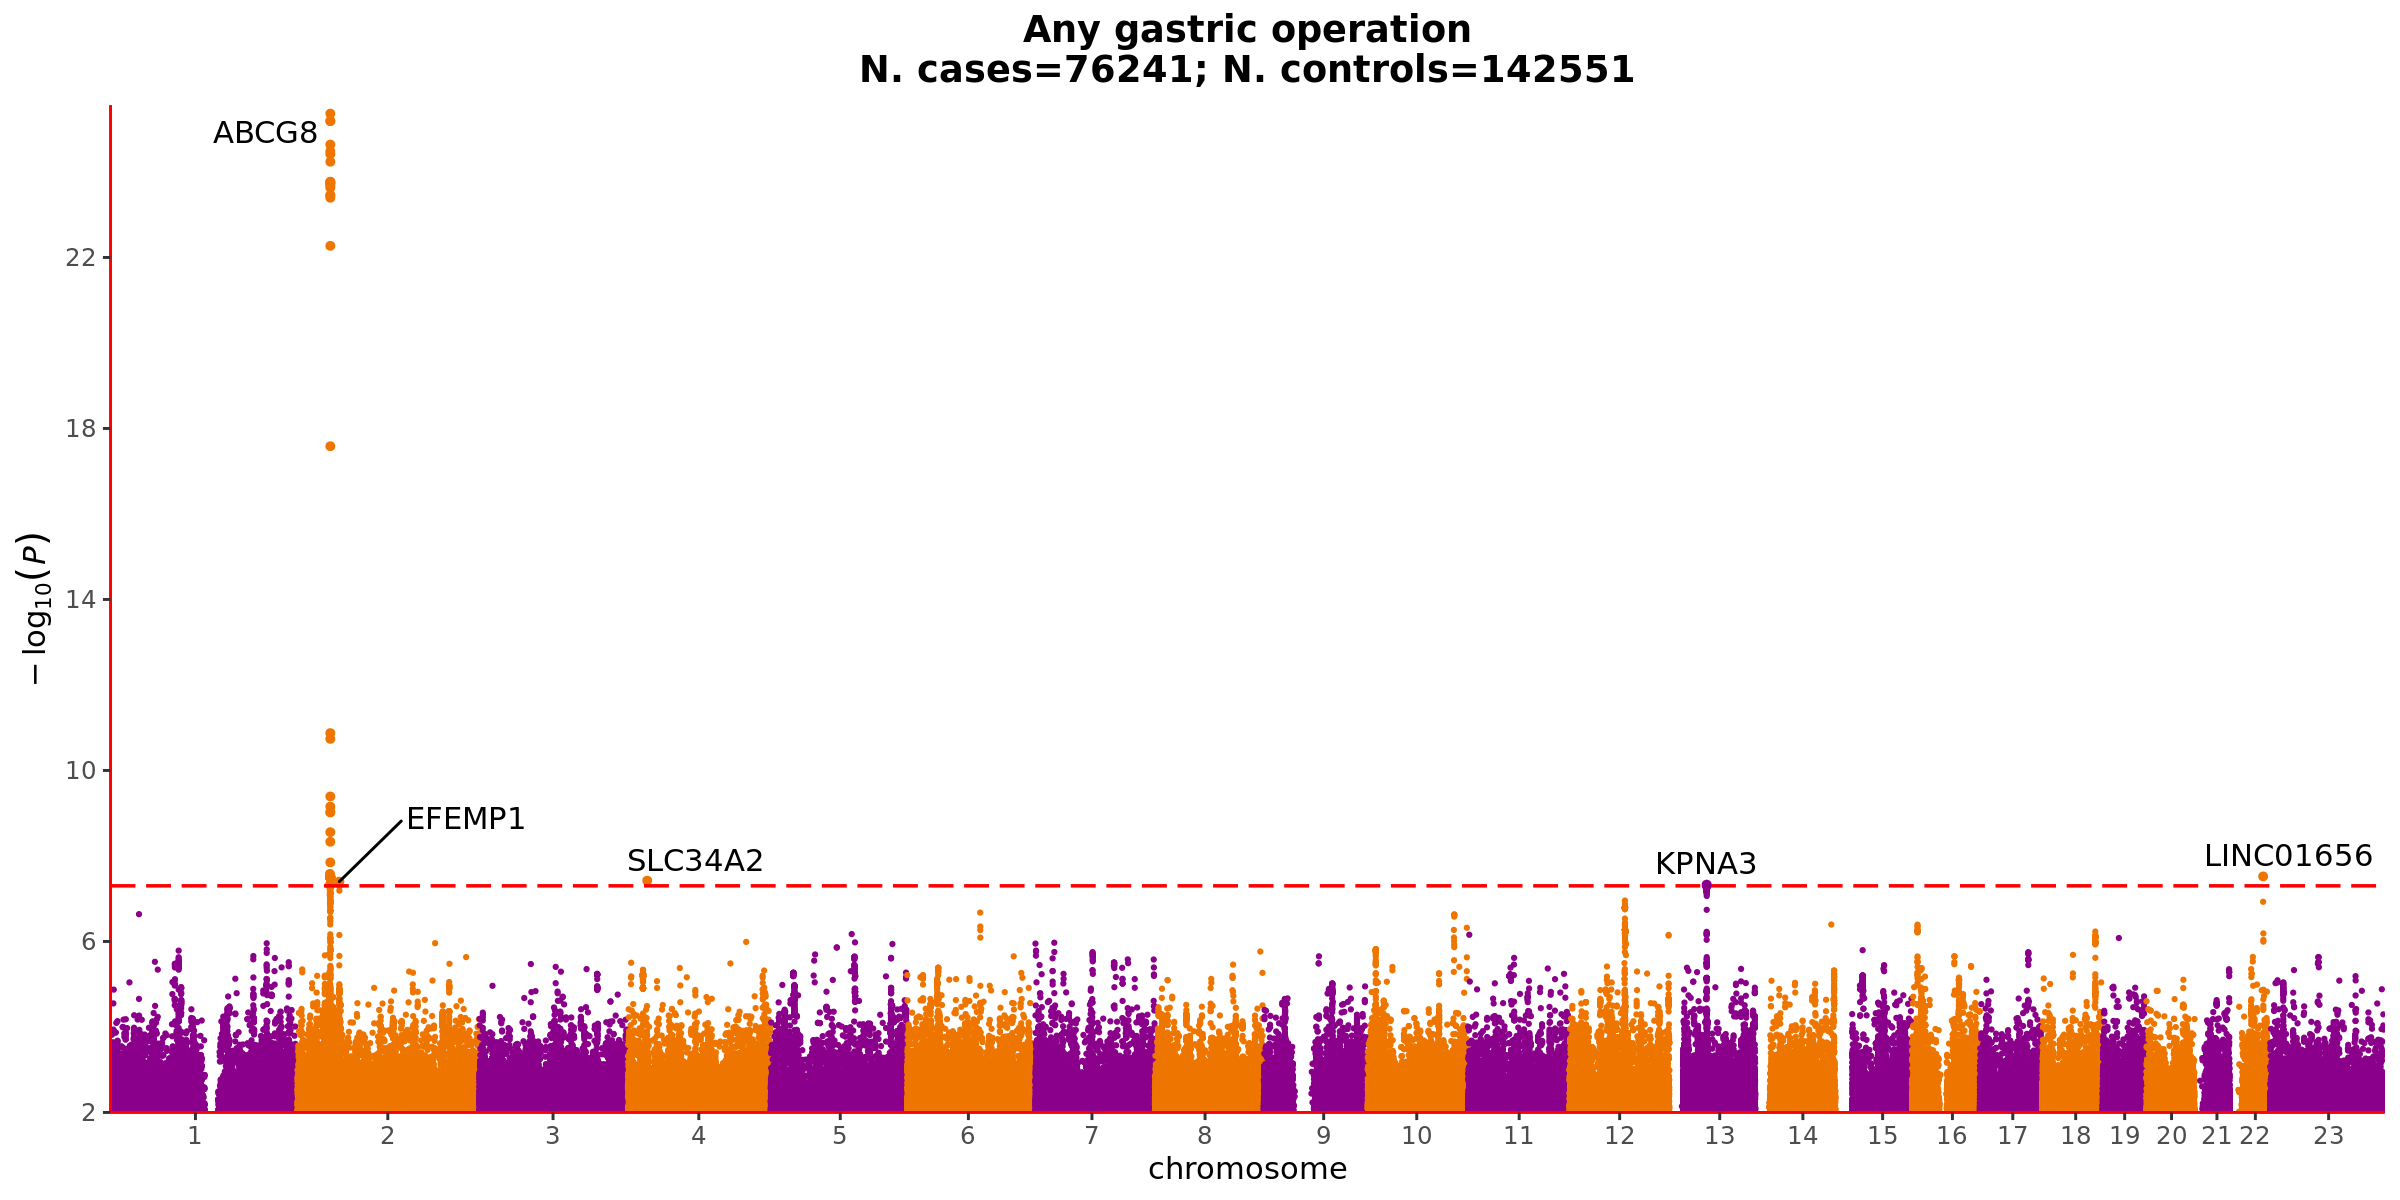 Any gastric operation
N. cases=76241; N. controls=142551
ABCG8
22
18
14
10
6
2
− log10(P)
EFEMP1
SLC34A2
KPNA3
LINC01656
1 2 3 4 5 6 7 8 9 10 11 12 13 14 15 16 17 18 19 20 21 22 23
chromosome